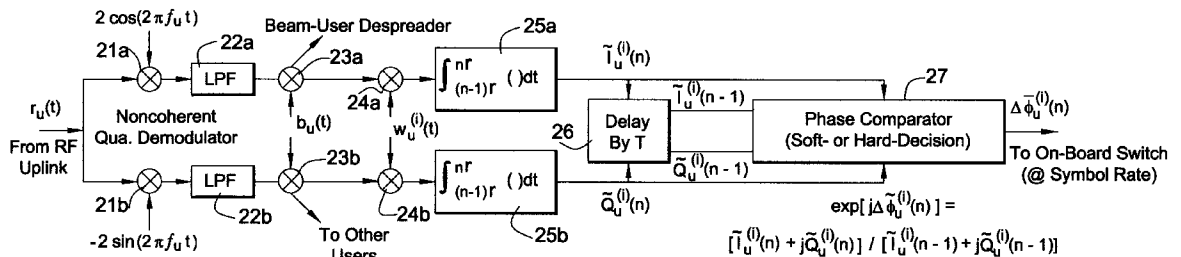 2 cos(2πf_u t)
Beam-User Despreader
25a
21a
22a
23a
LPF
∫ nr (n-1)r ( )dt
Ĩ_u^(i)(n)
27
24a
r_u(t)
Noncoherent
Qua. Demodulator
b_u(t)
w_u^(i)(t)
26
Delay
By T
Ĩ_u^(i)(n-1)
Phase Comparator
(Soft- or Hard-Decision)
Δφ̄_u^(i)(n)
From RF
Uplink
23b
Q̃_u^(i)(n-1)
To On-Board Switch
(@ Symbol Rate)
LPF
∫ nr (n-1)r ( )dt
21b
22b
24b
Q̃_u^(i)(n)
25b
exp[ jΔφ̃_u^(i)(n) ] =
-2 sin(2πf_u t)
To Other
Users
[Ĩ_u^(i)(n) + jQ̃_u^(i)(n)] / [Ĩ_u^(i)(n-1) + jQ̃_u^(i)(n-1)]